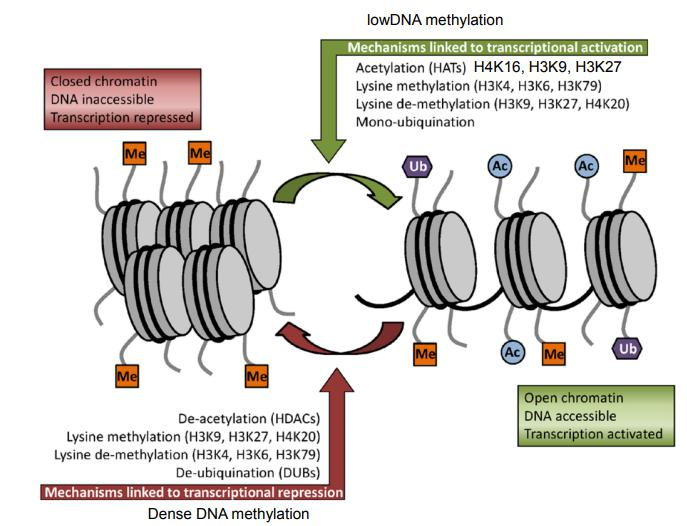 lowDNA methylation
Mechanisms linked to transcriptional activation
Acetylation (HATs) H4K16, H3K9, H3K27
Lysine methylation (H3K4, H3K6, H3K79)
Lysine de-methylation (H3K9, H3K27, H4K20)
Mono-ubiquination
Closed chromatin
DNA inaccessible
Transcription repressed
Me Me
Ub Ac Ac Me
Me Ac Me Ub
Me Me
Open chromatin
DNA accessible
Transcription activated
De-acetylation (HDACs)
Lysine methylation (H3K9, H3K27, H4K20)
Lysine de-methylation (H3K4, H3K6, H3K79)
De-ubiquination (DUBs)
Mechanisms linked to transcriptional repression
Dense DNA methylation